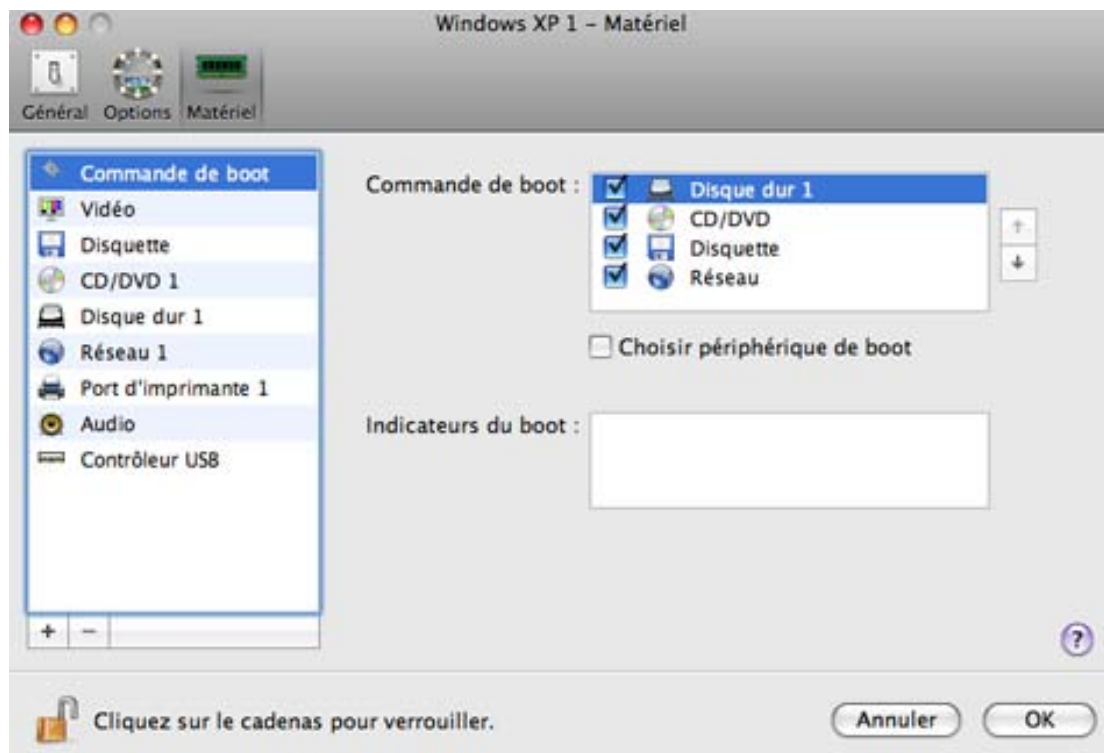 Windows XP 1 – Matériel
Général Options Matériel
Commande de boot
Vidéo
Disquette
CD/DVD 1
Disque dur 1
Réseau 1
Port d'imprimante 1
Audio
Contrôleur USB
+ −
Commande de boot :
Disque dur 1
CD/DVD
Disquette
Réseau
Choisir périphérique de boot
Indicateurs du boot :
?
Cliquez sur le cadenas pour verrouiller.
Annuler OK